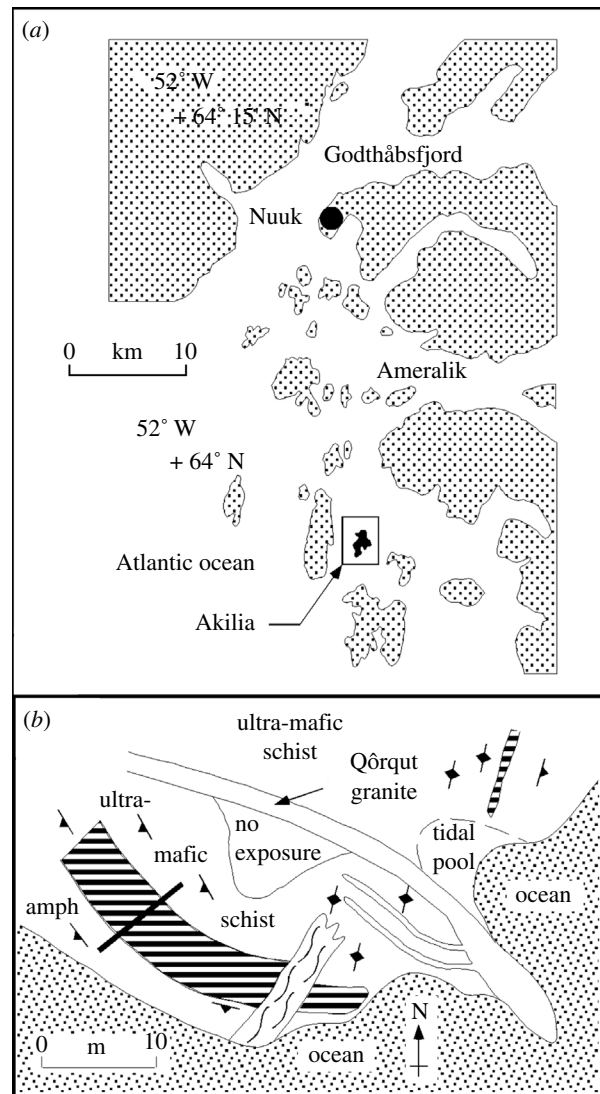 (a)
52° W
+ 64° 15' N
Godthåbsfjord
Nuuk
0 km 10
Ameralik
52° W
+ 64° N
Atlantic ocean
Akilia
(b)
ultra-mafic
schist
Qôrqut
granite
ultra-
no
exposure
tidal
pool
mafic
ocean
amph
schist
N
0 m 10
ocean